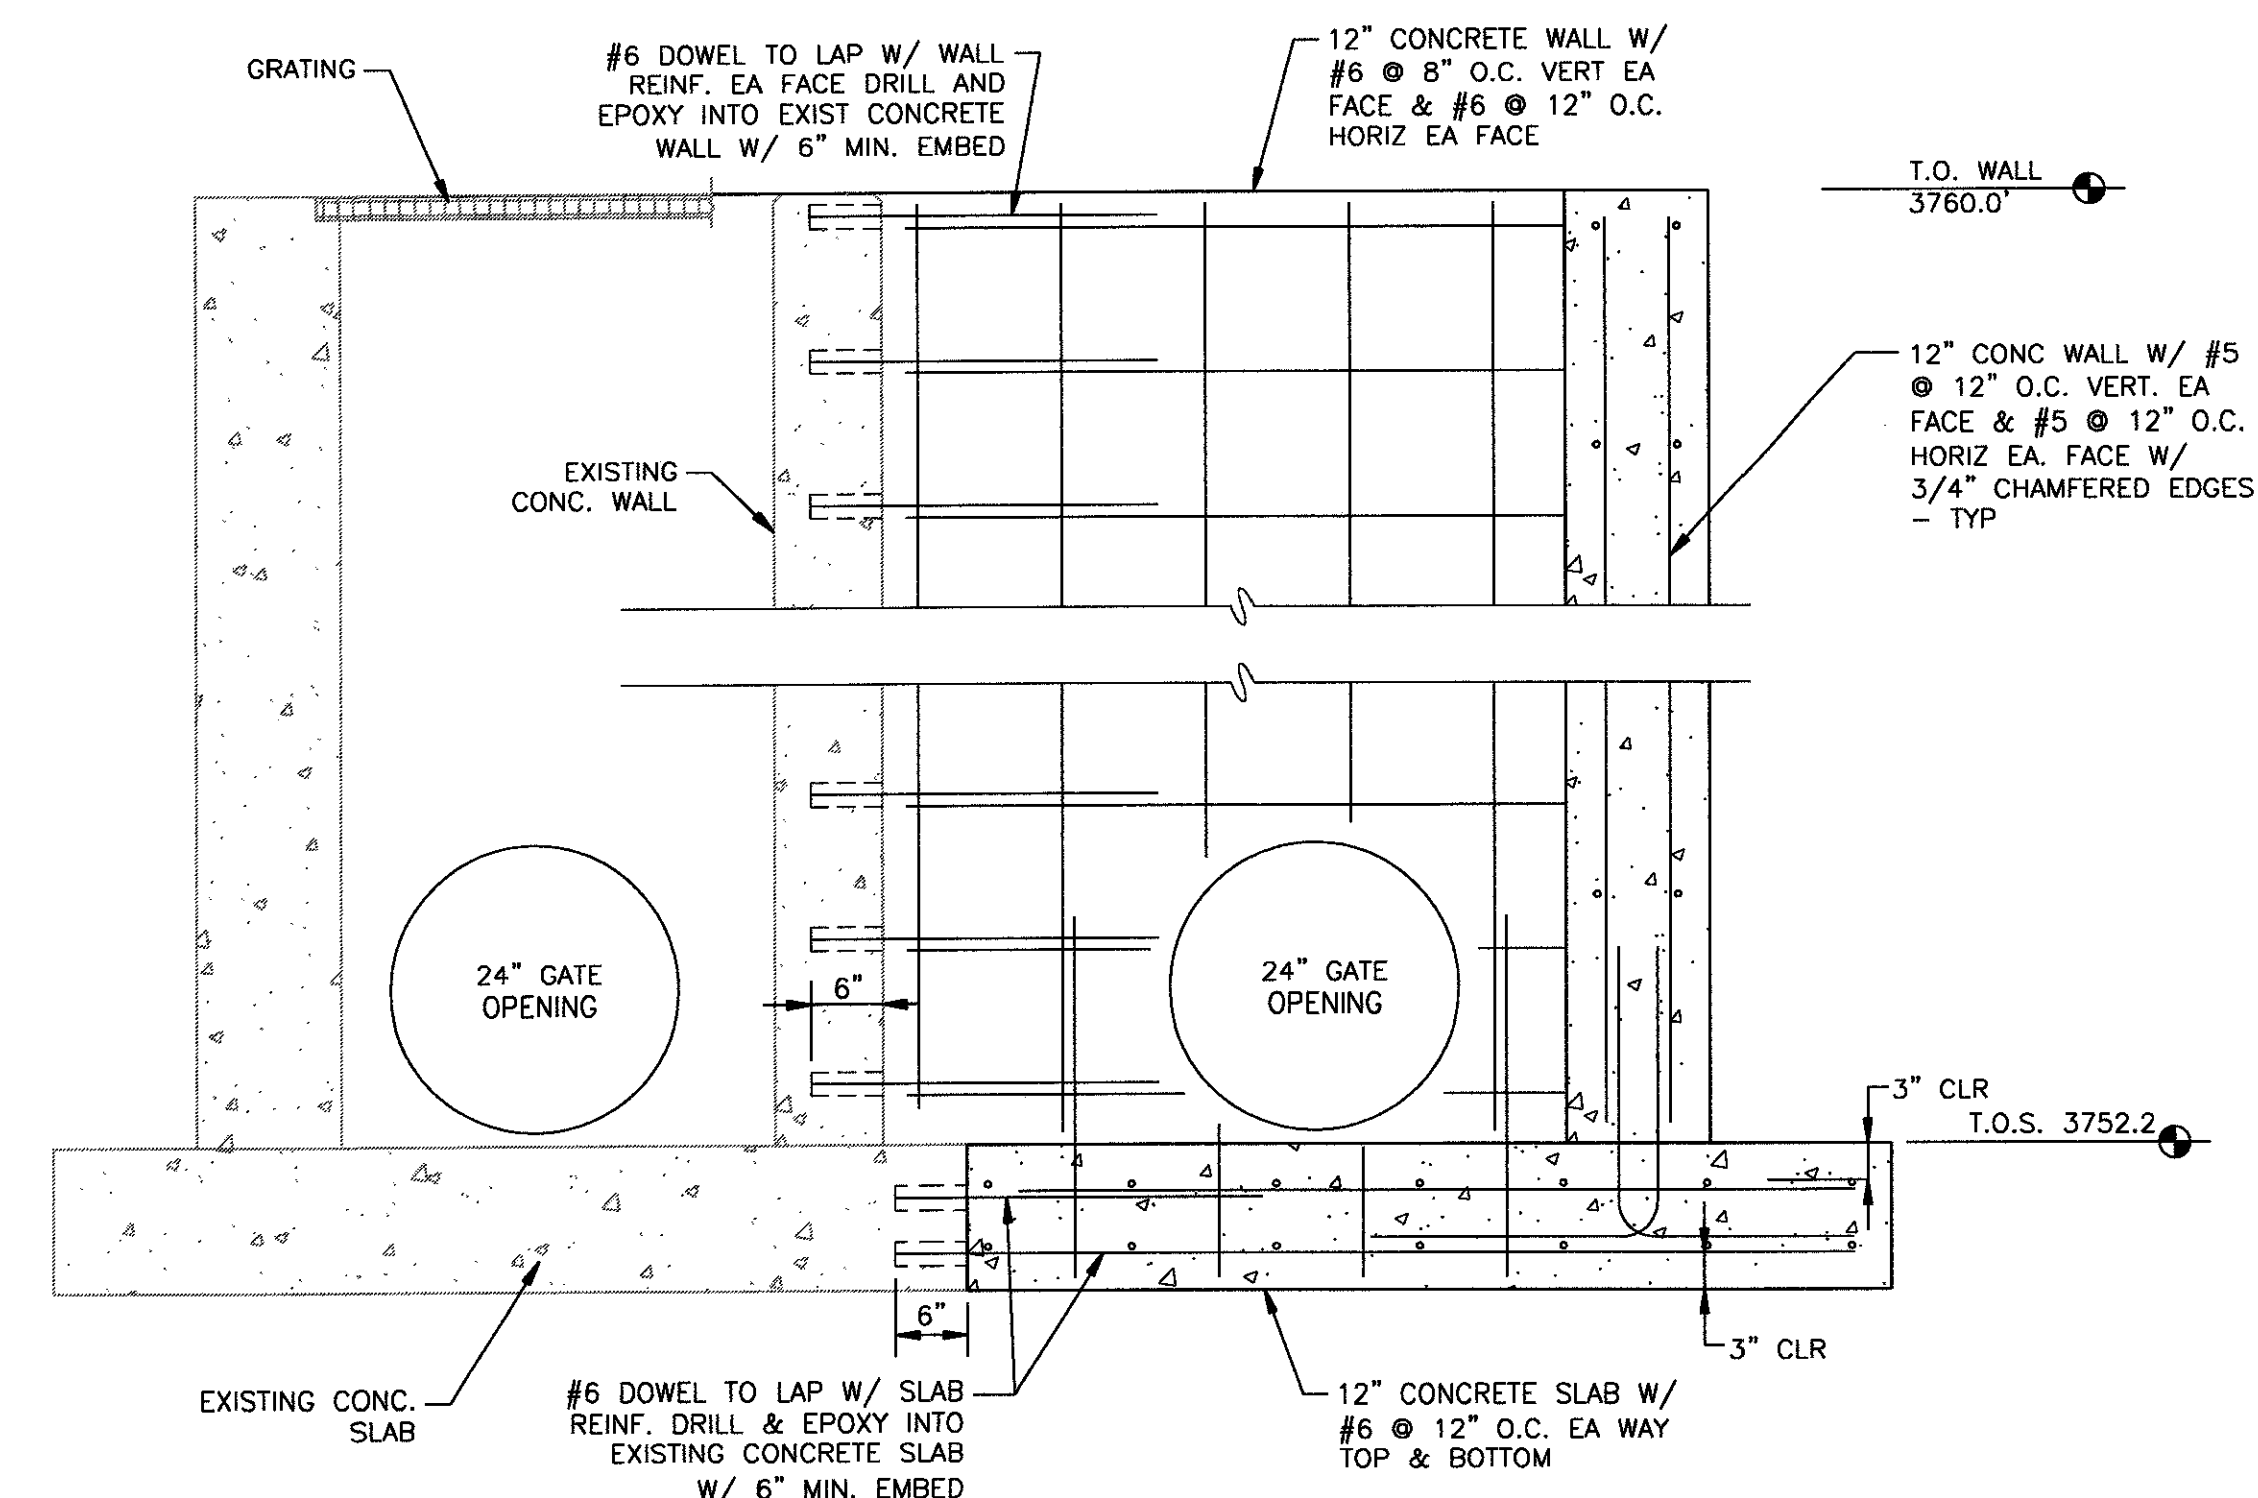 GRATING
#6 DOWEL TO LAP W/ WALL
REINF. EA FACE DRILL AND
EPOXY INTO EXIST CONCRETE
WALL W/ 6" MIN. EMBED
12" CONCRETE WALL W/
#6 @ 8" O.C. VERT EA
FACE & #6 @ 12" O.C.
HORIZ EA FACE
T.O. WALL
3760.0'
12" CONC WALL W/ #5
@ 12" O.C. VERT. EA
FACE & #5 @ 12" O.C.
HORIZ EA. FACE W/
3/4" CHAMFERED EDGES
- TYP
EXISTING
CONC. WALL
24" GATE
OPENING
6"
24" GATE
OPENING
3" CLR
T.O.S. 3752.2
6"
3" CLR
EXISTING CONC.
SLAB
#6 DOWEL TO LAP W/ SLAB
REINF. DRILL & EPOXY INTO
EXISTING CONCRETE SLAB
W/ 6" MIN. EMBED
12" CONCRETE SLAB W/
#6 @ 12" O.C. EA WAY
TOP & BOTTOM